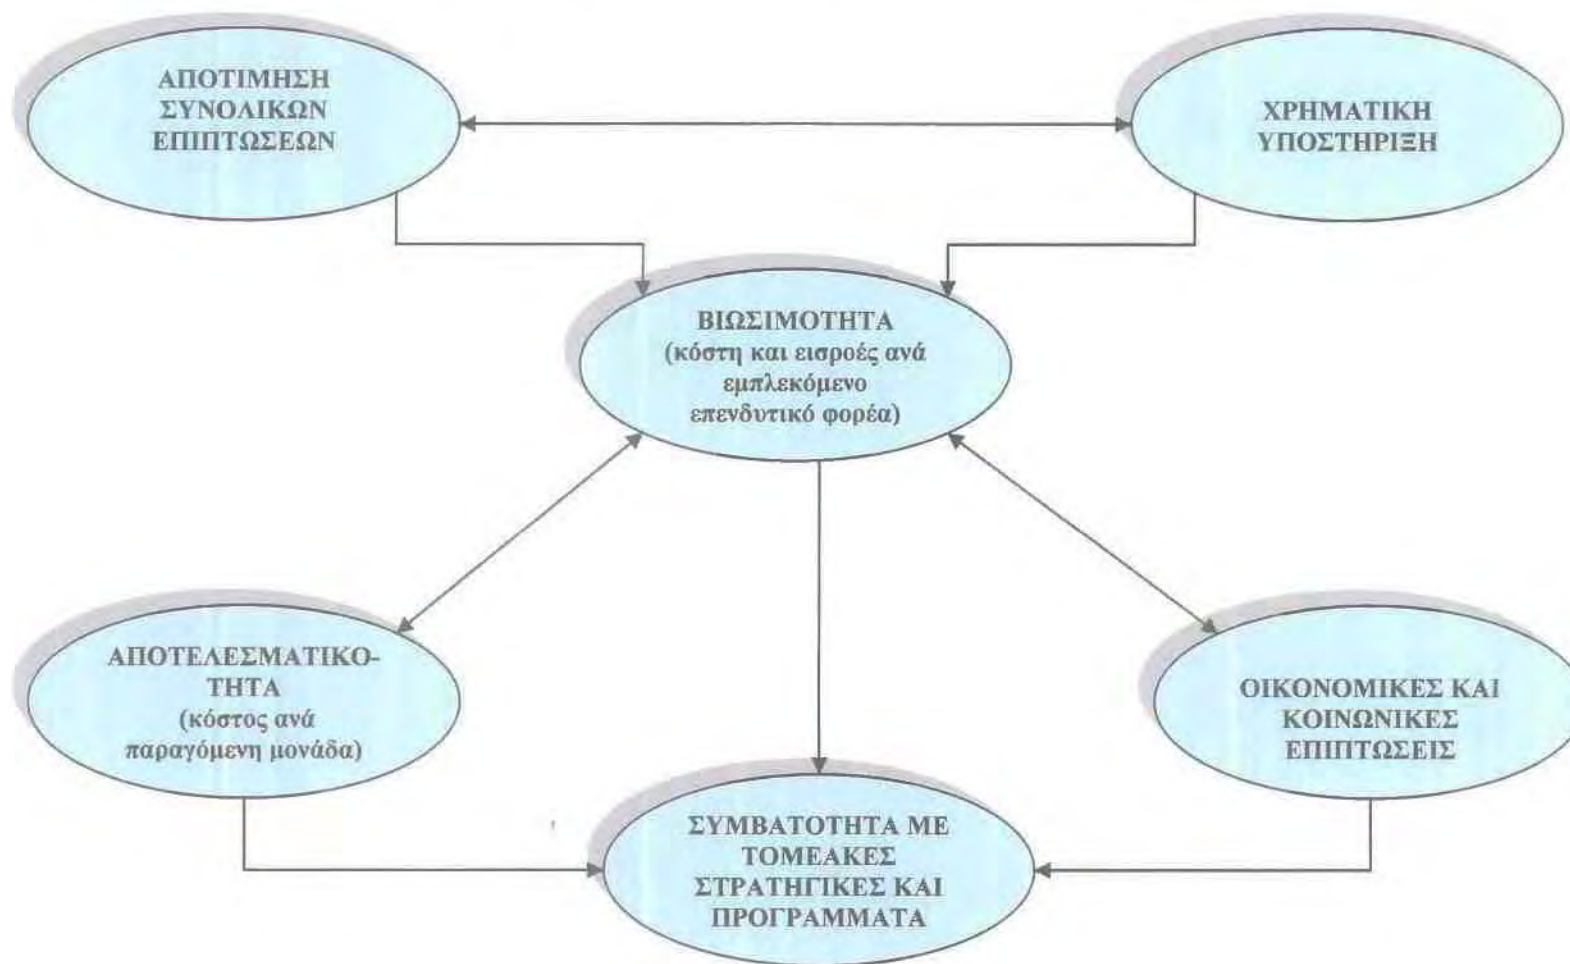 ΑΠΟΤΙΜΗΣΗ
ΣΥΝΟΛΙΚΩΝ
ΕΠΙΠΤΩΣΕΩΝ
ΧΡΗΜΑΤΙΚΗ
ΥΠΟΣΤΗΡΙΞΗ
ΒΙΩΣΙΜΟΤΗΤΑ
(κόστη και εισροές ανά
εμπλεκόμενο
επενδυτικό φορέα)
ΑΠΟΤΕΛΕΣΜΑΤΙΚΟ-
ΤΗΤΑ
(κόστος ανά
παραγόμενη μονάδα)
ΟΙΚΟΝΟΜΙΚΕΣ ΚΑΙ
ΚΟΙΝΩΝΙΚΕΣ
ΕΠΙΠΤΩΣΕΙΣ
ΣΥΜΒΑΤΟΤΗΤΑ ΜΕ
ΤΟΜΕΑΚΕΣ
ΣΤΡΑΤΗΓΙΚΕΣ ΚΑΙ
ΠΡΟΓΡΑΜΜΑΤΑ